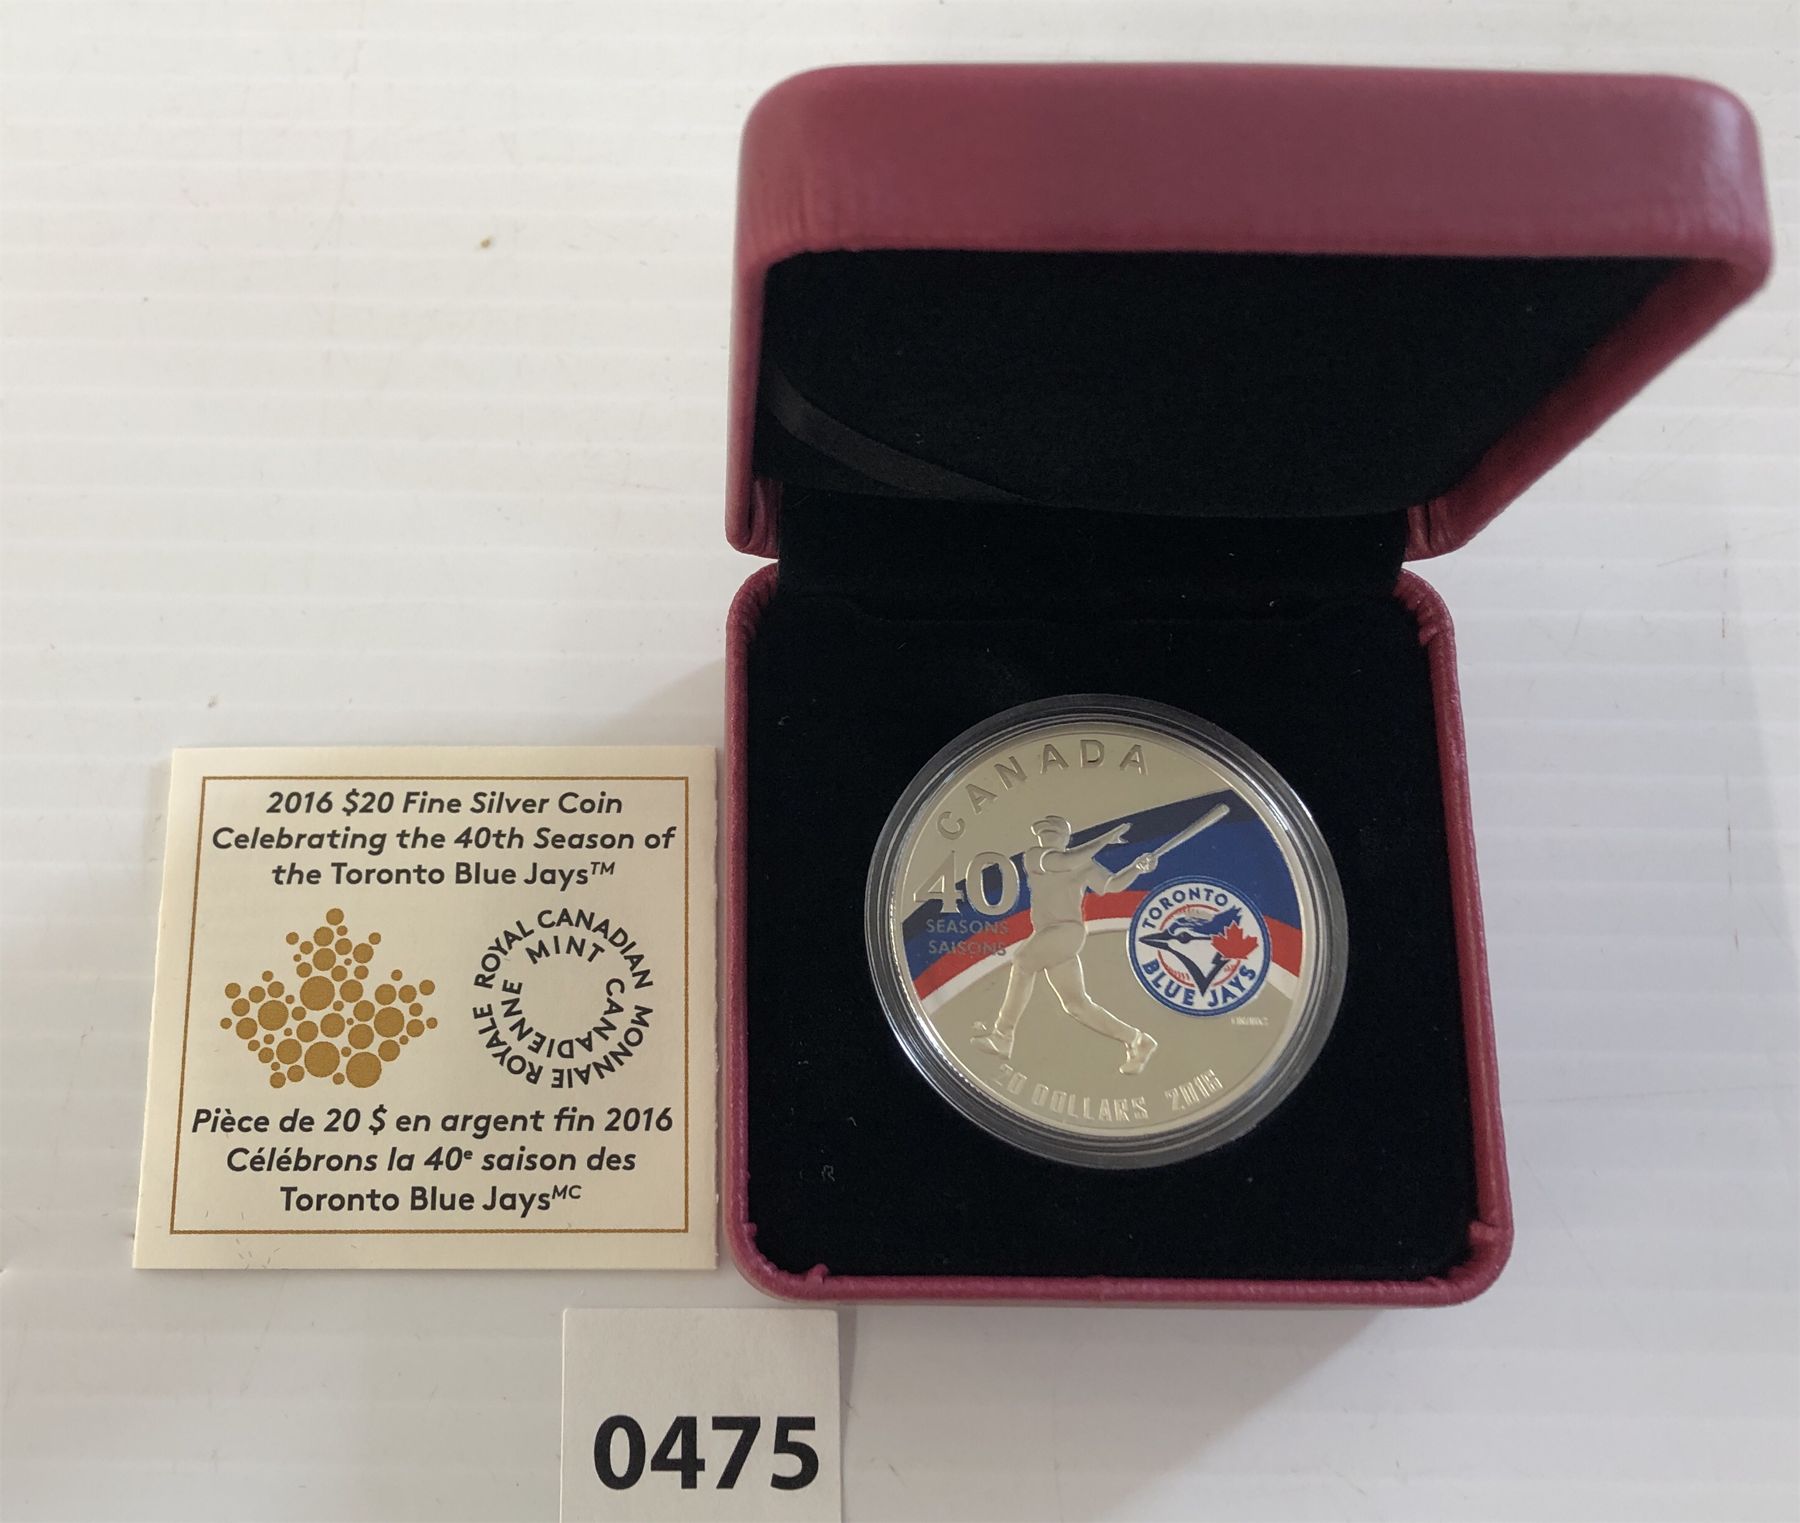 2016 $20 Fine Silver Coin
Celebrating the 40th Season of
the Toronto Blue Jays™
ROYAL CANADIAN MINT
MONNAIE ROYALE CANADIENNE
Pièce de 20 $ en argent fin 2016
Célébrons la 40e saison des
Toronto Blue JaysMC
CANADA
40
SEASONS
SAISONS
TORONTO
BLUE JAYS
20 DOLLARS 2016
0475